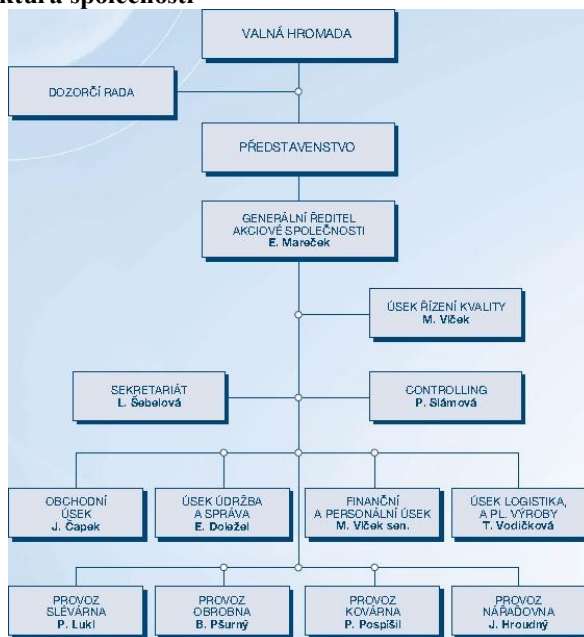 ktura společnosti
VALNÁ HROMADA
DOZORČÍ RADA
PŘEDSTAVENSTVO
GENERÁLNÍ ŘEDITEL
AKCIOVÉ SPOLEČNOSTI
E. Mareček
ÚSEK ŘÍZENÍ KVALITY
M. Vlček
SEKRETARIÁT
L. Šebelová
CONTROLLING
P. Slámová
OBCHODNÍ
ÚSEK
J. Čapek
ÚSEK ÚDRŽBA
A SPRÁVA
E. Doležel
FINANČNÍ
A PERSONÁLNÍ ÚSEK
M. Vlček sen.
ÚSEK LOGISTIKA,
A PL. VÝROBY
T. Vodičková
PROVOZ
SLÉVÁRNA
P. Lukl
PROVOZ
OBROBNA
B. Pšurný
PROVOZ
KOVÁRNA
P. Pospíšil
PROVOZ
NÁŘAĎOVNA
J. Hroudný